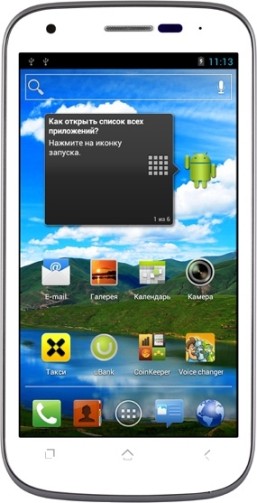 11:13
Как открыть список всех
приложений?
Нажмите на иконку
запуска.
1 из 6
E-mail
Галерея
Календарь
Камера
Такси
iBank
CoinKeeper
Voice changer